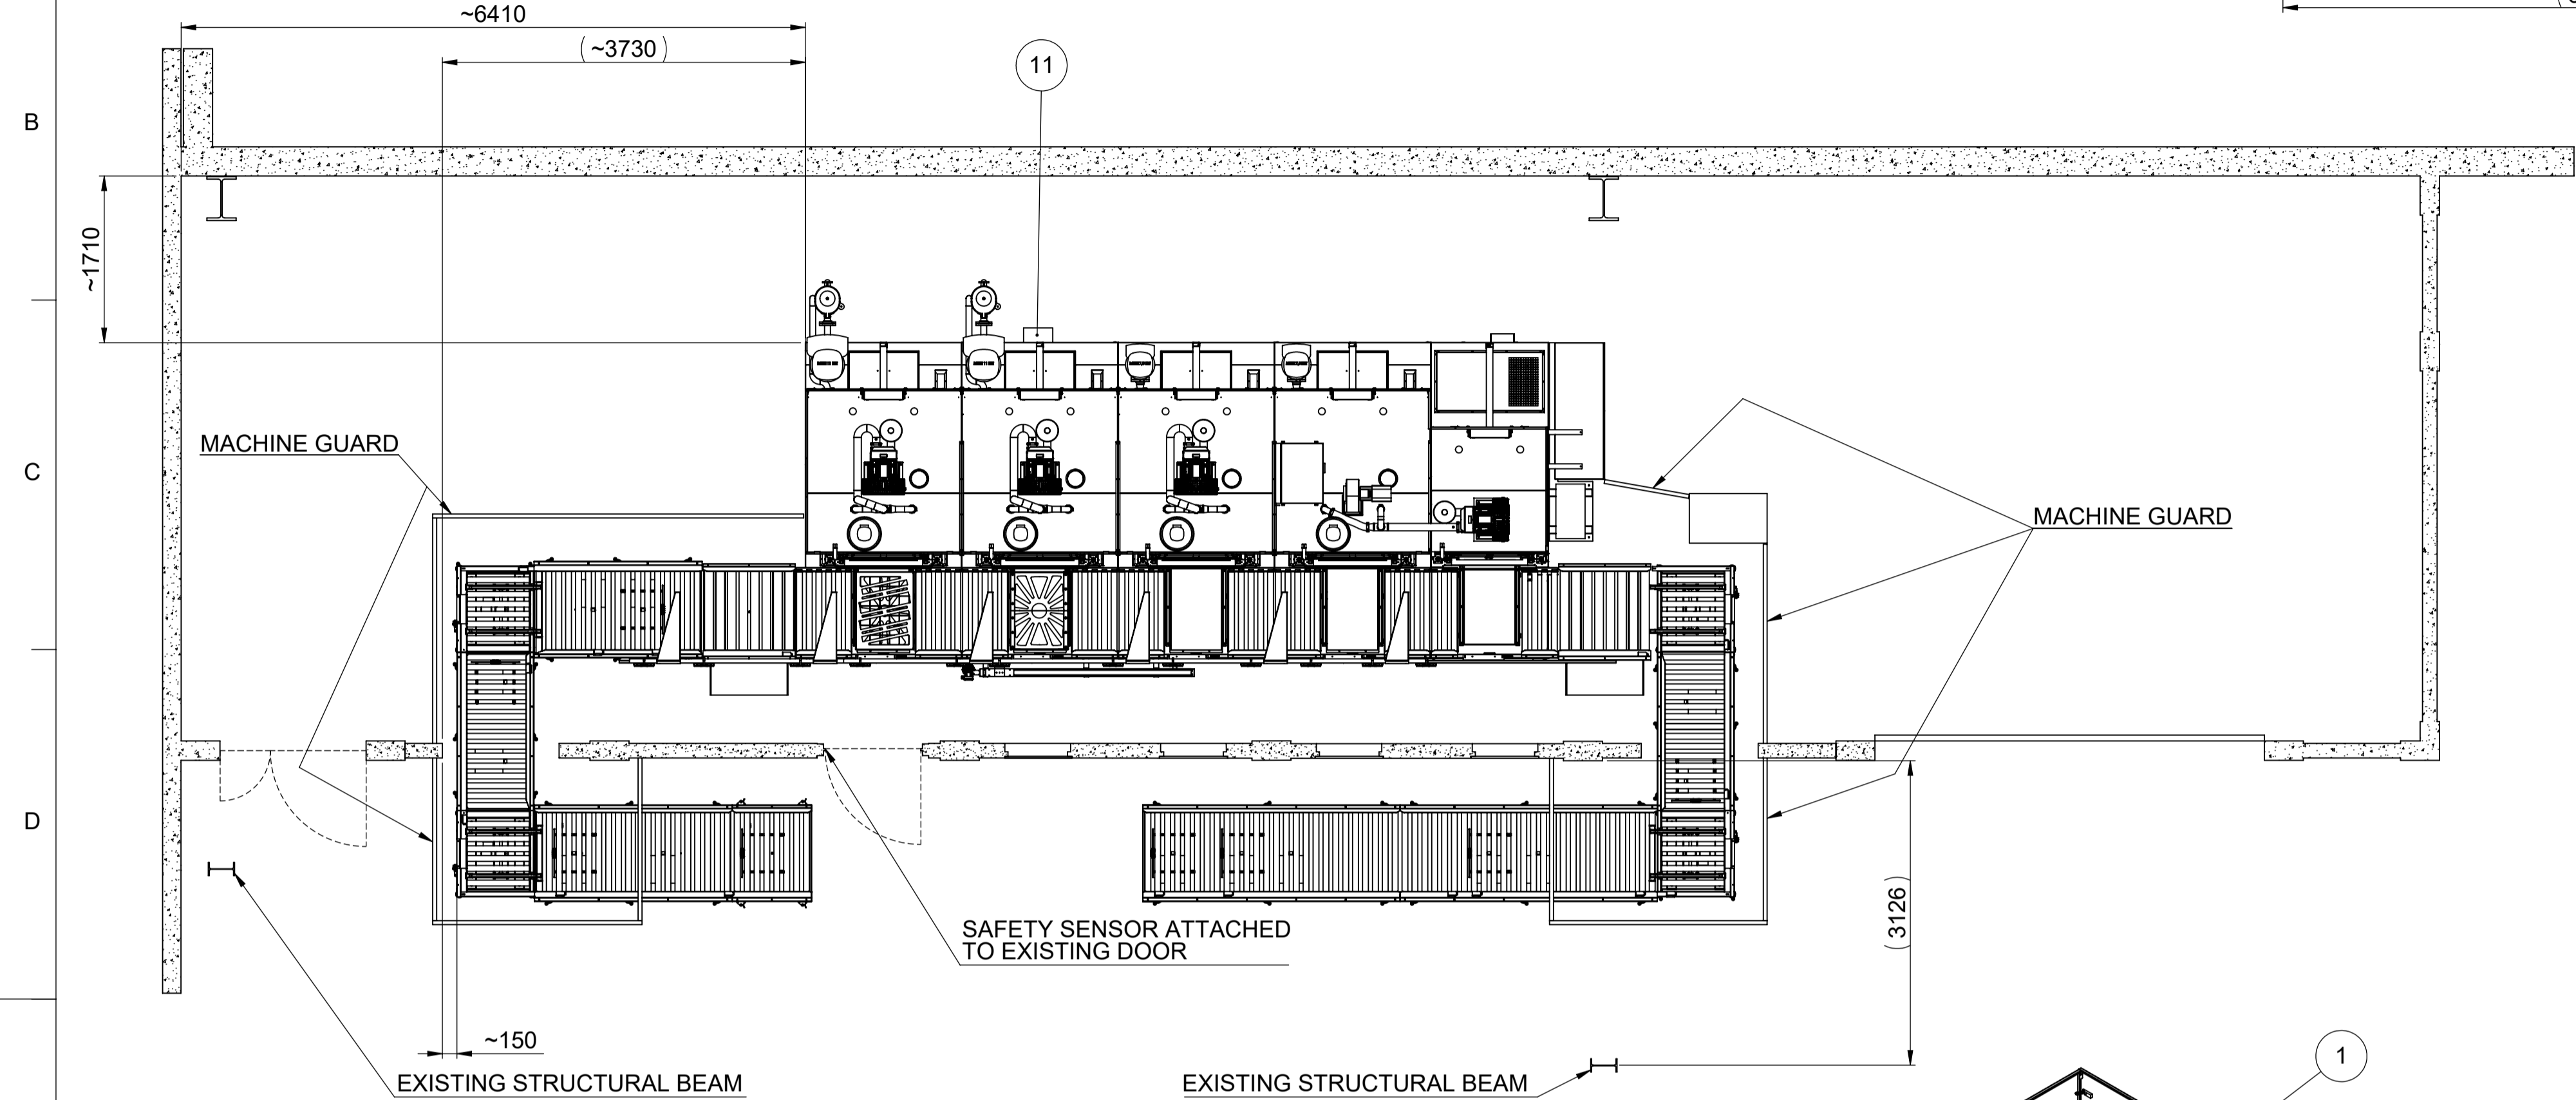 ~6410
(~3730)
11
B
~1710
MACHINE GUARD
C
MACHINE GUARD
D
(3126)
SAFETY SENSOR ATTACHED
TO EXISTING DOOR
~150
1
EXISTING STRUCTURAL BEAM
EXISTING STRUCTURAL BEAM